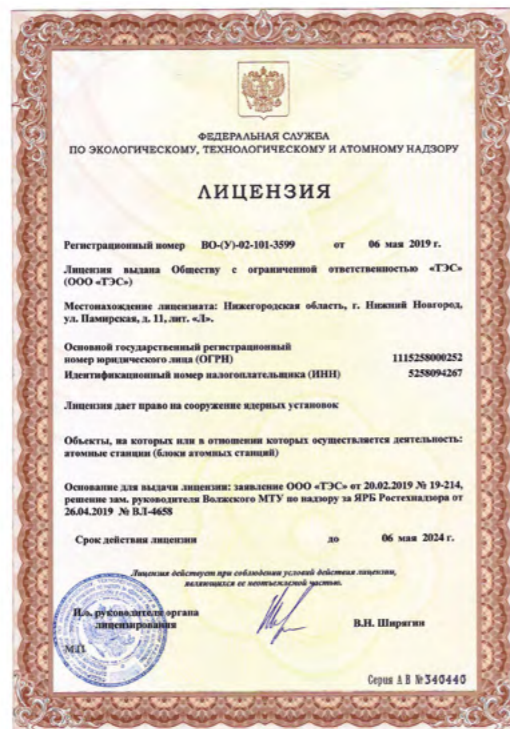 ФЕДЕРАЛЬНАЯ СЛУЖБА
ПО ЭКОЛОГИЧЕСКОМУ, ТЕХНОЛОГИЧЕСКОМУ И АТОМНОМУ НАДЗОРУ
ЛИЦЕНЗИЯ
Регистрационный номер ВО-(У)-02-101-3599 от 06 мая 2019 г.
Лицензия выдана Обществу с ограниченной ответственностью «ТЭС»
(ООО «ТЭС»)
Местонахождение лицензиата: Нижегородская область, г. Нижний Новгород,
ул. Памирская, д. 11, лит. «Л».
Основной государственный регистрационный
номер юридического лица (ОГРН) 1115258000252
Идентификационный номер налогоплательщика (ИНН) 5258094267
Лицензия дает право на сооружение ядерных установок
Объекты, на которых или в отношении которых осуществляется деятельность:
атомные станции (блоки атомных станций)
Основание для выдачи лицензии: заявление ООО «ТЭС» от 20.02.2019 № 19-214,
решение зам. руководителя Волжского МТУ по надзору за ЯРБ Ростехнадзора от
26.04.2019 № ВЛ-4658
Срок действия лицензии до 06 мая 2024 г.
Лицензия действует при соблюдении условий действия лицензии,
являющихся ее неотъемлемой частью.
И.о. руководителя органа
лицензирования В.Н. Ширягин
М.П.
Серия А В № 340440